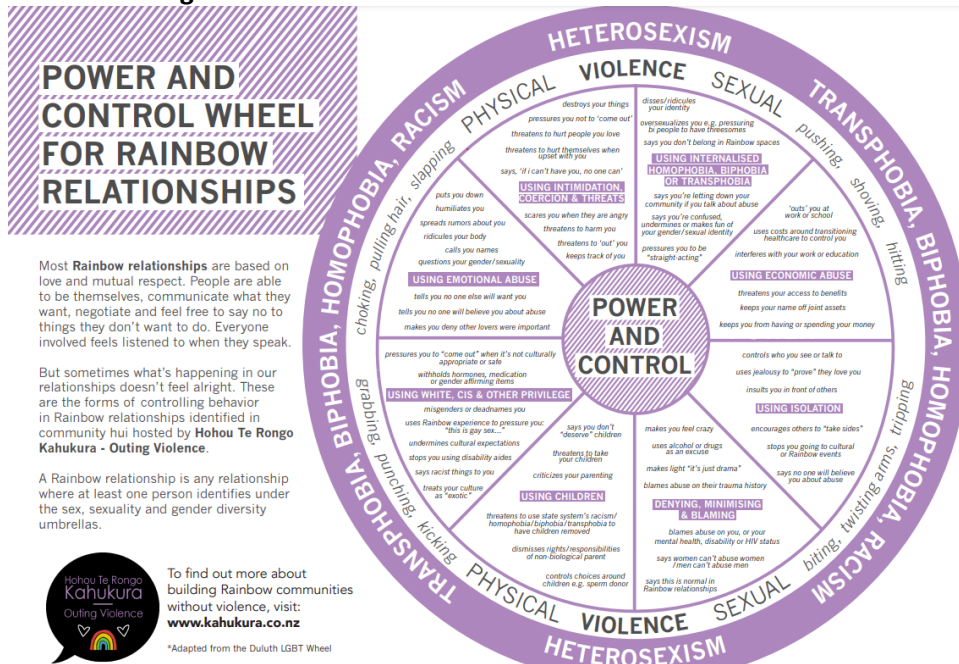 POWER AND
CONTROL WHEEL
FOR RAINBOW
RELATIONSHIPS
Most Rainbow relationships are based on
love and mutual respect. People are able
to be themselves, communicate what they
want, negotiate and feel free to say no to
things they don't want to do. Everyone
involved feels listened to when they speak.
But sometimes what's happening in our
relationships doesn't feel alright. These
are the forms of controlling behavior
in Rainbow relationships identified in
community hui hosted by Hohou Te Rongo
Kahukura - Outing Violence.
A Rainbow relationship is any relationship
where at least one person identifies under
the sex, sexuality and gender diversity
umbrellas.
Hohou Te Rongo
Kahukura
Outing Violence
To find out more about
building Rainbow communities
without violence, visit:
www.kahukura.co.nz
*Adapted from the Duluth LGBT Wheel
HETEROSEXISM
TRANSPHOBIA, BIPHOBIA, HOMOPHOBIA, RACISM
HETEROSEXISM
TRANSPHOBIA, BIPHOBIA, HOMOPHOBIA, RACISM
PHYSICAL VIOLENCE SEXUAL
pushing, shoving, hitting
biting, twisting arms, tripping
PHYSICAL VIOLENCE SEXUAL
grabbing, punching, kicking
choking, pulling hair, slapping
POWER
AND
CONTROL
destroys your things
pressures you not to 'come out'
threatens to hurt people you love
threatens to hurt themselves when
upset with you
says, 'if i can't have you, no one can'
USING INTIMIDATION,
COERCION & THREATS
scares you when they are angry
threatens to harm you
threatens to 'out' you
keeps track of you
disses/ridicules
your identity
oversexualizes you e.g. pressuring
bi people to have threesomes
says you don't belong in Rainbow spaces
USING INTERNALISED
HOMOPHOBIA, BIPHOBIA
OR TRANSPHOBIA
says you're letting down your
community if you talk about abuse
says you're confused,
undermines or makes fun of
your gender/sexual identity
pressures you to be
"straight-acting"
'outs' you at
work or school
uses costs around transitioning
healthcare to control you
interferes with your work or education
USING ECONOMIC ABUSE
threatens your access to benefits
keeps your name off joint assets
keeps you from having or spending your money
controls who you see or talk to
uses jealousy to "prove" they love you
insults you in front of others
USING ISOLATION
encourages others to "take sides"
stops you going to cultural
or Rainbow events
says no one will believe
you about abuse
makes you feel crazy
uses alcohol or drugs
as an excuse
makes light "it's just drama"
blames abuse on their trauma history
DENYING, MINIMISING
& BLAMING
blames abuse on you, or your
mental health, disability or HIV status
says women can't abuse women
/men can't abuse men
says this is normal in
Rainbow relationships
says you don't
"deserve" children
threatens to take
your children
criticizes your parenting
USING CHILDREN
threatens to use state system's racism/
homophobia/biphobia/transphobia to
have children removed
dismisses rights/responsibilities
of non-biological parent
controls choices around
children e.g. sperm donor
pressures you to "come out" when it's not culturally
appropriate or safe
withholds hormones, medication
or gender affirming items
USING WHITE, CIS & OTHER PRIVILEGE
misgenders or deadnames you
uses Rainbow experience to pressure you:
"this is gay sex..."
undermines cultural expectations
stops you using disability aides
says racist things to you
treats your culture
as "exotic"
puts you down
humiliates you
spreads rumors about you
ridicules your body
calls you names
questions your gender/sexuality
USING EMOTIONAL ABUSE
tells you no one else will want you
tells you no one will believe you about abuse
makes you deny other lovers were important